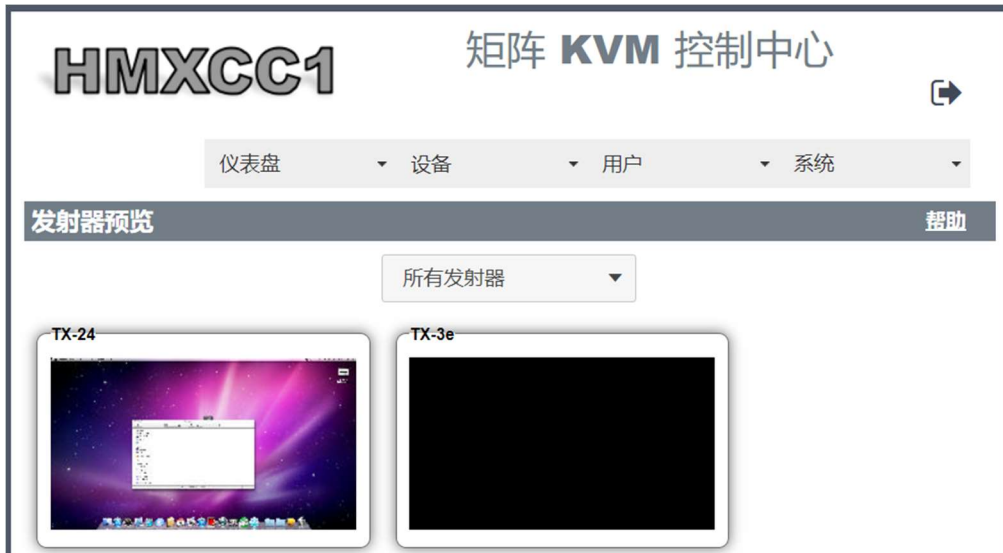 HMXCC1
矩阵 KVM 控制中心
仪表盘 设备 用户 系统
发射器预览 帮助
所有发射器
TX-24 TX-3e